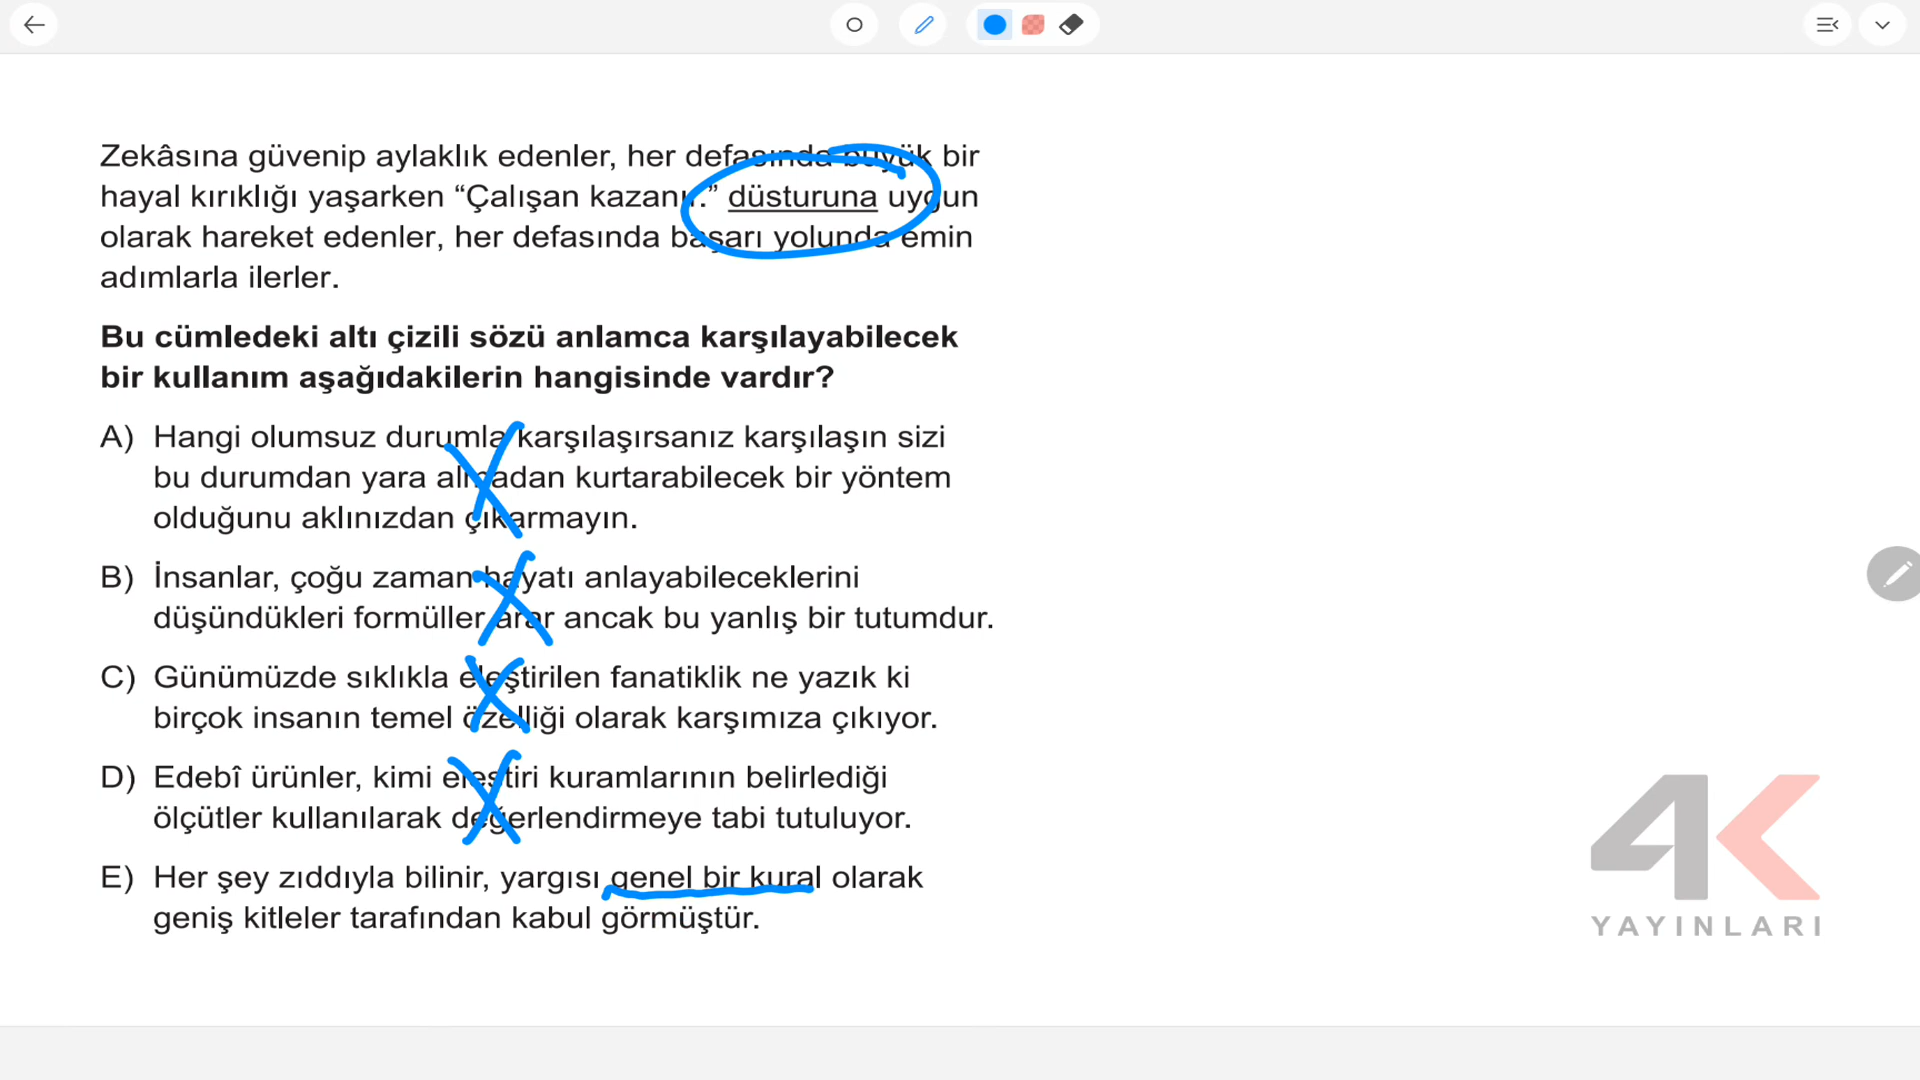 Zekâsına güvenip aylaklık edenler, her defasında büyük bir
hayal kırıklığı yaşarken “Çalışan kazanır.” düsturuna uygun
olarak hareket edenler, her defasında başarı yolunda emin
adımlarla ilerler.
Bu cümledeki altı çizili sözü anlamca karşılayabilecek
bir kullanım aşağıdakilerin hangisinde vardır?
A) Hangi olumsuz durumla karşılaşırsanız karşılaşın sizi
bu durumdan yara almadan kurtarabilecek bir yöntem
olduğunu aklınızdan çıkarmayın.
B) İnsanlar, çoğu zaman hayatı anlayabileceklerini
düşündükleri formüller arar ancak bu yanlış bir tutumdur.
C) Günümüzde sıklıkla eleştirilen fanatiklik ne yazık ki
birçok insanın temel özelliği olarak karşımıza çıkıyor.
D) Edebî ürünler, kimi eleştiri kuramlarının belirlediği
ölçütler kullanılarak değerlendirmeye tabi tutuluyor.
E) Her şey zıddıyla bilinir, yargısı genel bir kural olarak
geniş kitleler tarafından kabul görmüştür.
4K
YAYINLARI